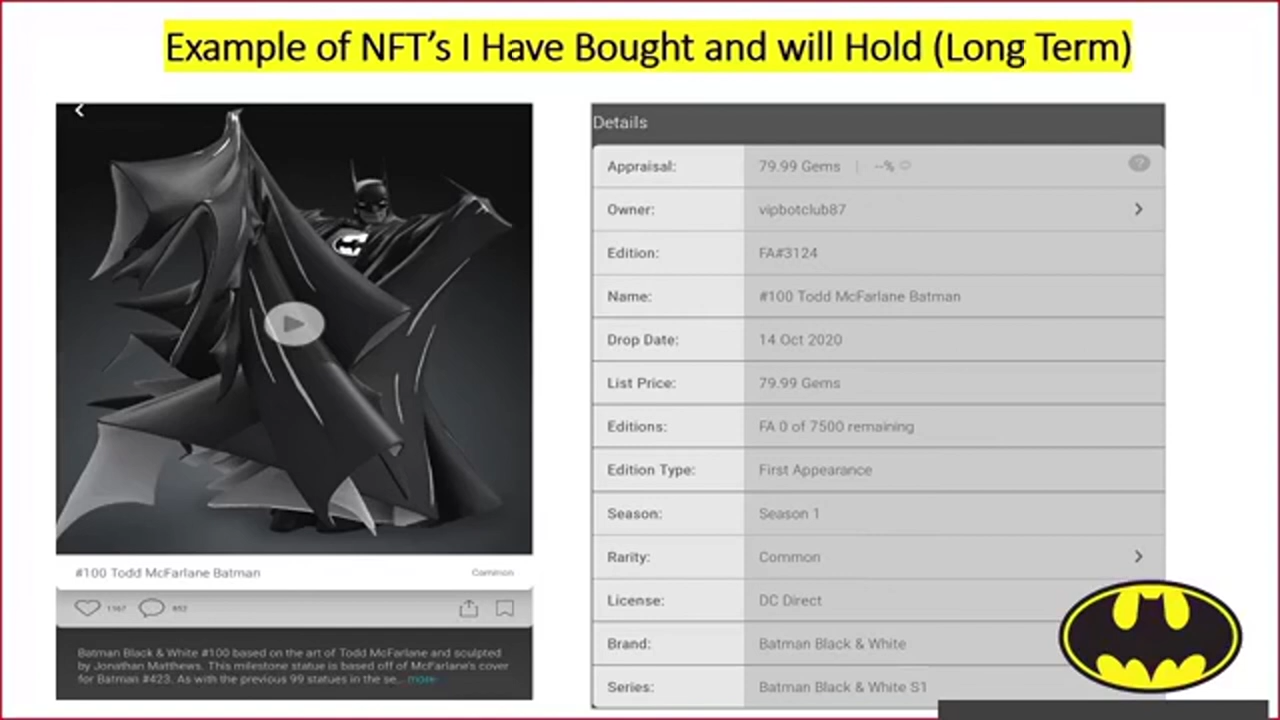 Example of NFT's I Have Bought and will Hold (Long Term)
#100 Todd McFarlane Batman
Common
1167
852
Batman Black & White #100 based on the art of Todd McFarlane and sculpted
by Jonathan Matthews. This milestone statue is based off of McFarlane's cover
for Batman #423. As with the previous 99 statues in the se... more
Details
Appraisal: 79.99 Gems | --%
?
Owner: vipbotclub87
Edition: FA#3124
Name: #100 Todd McFarlane Batman
Drop Date: 14 Oct 2020
List Price: 79.99 Gems
Editions: FA 0 of 7500 remaining
Edition Type: First Appearance
Season: Season 1
Rarity: Common
License: DC Direct
Brand: Batman Black & White
Series: Batman Black & White S1